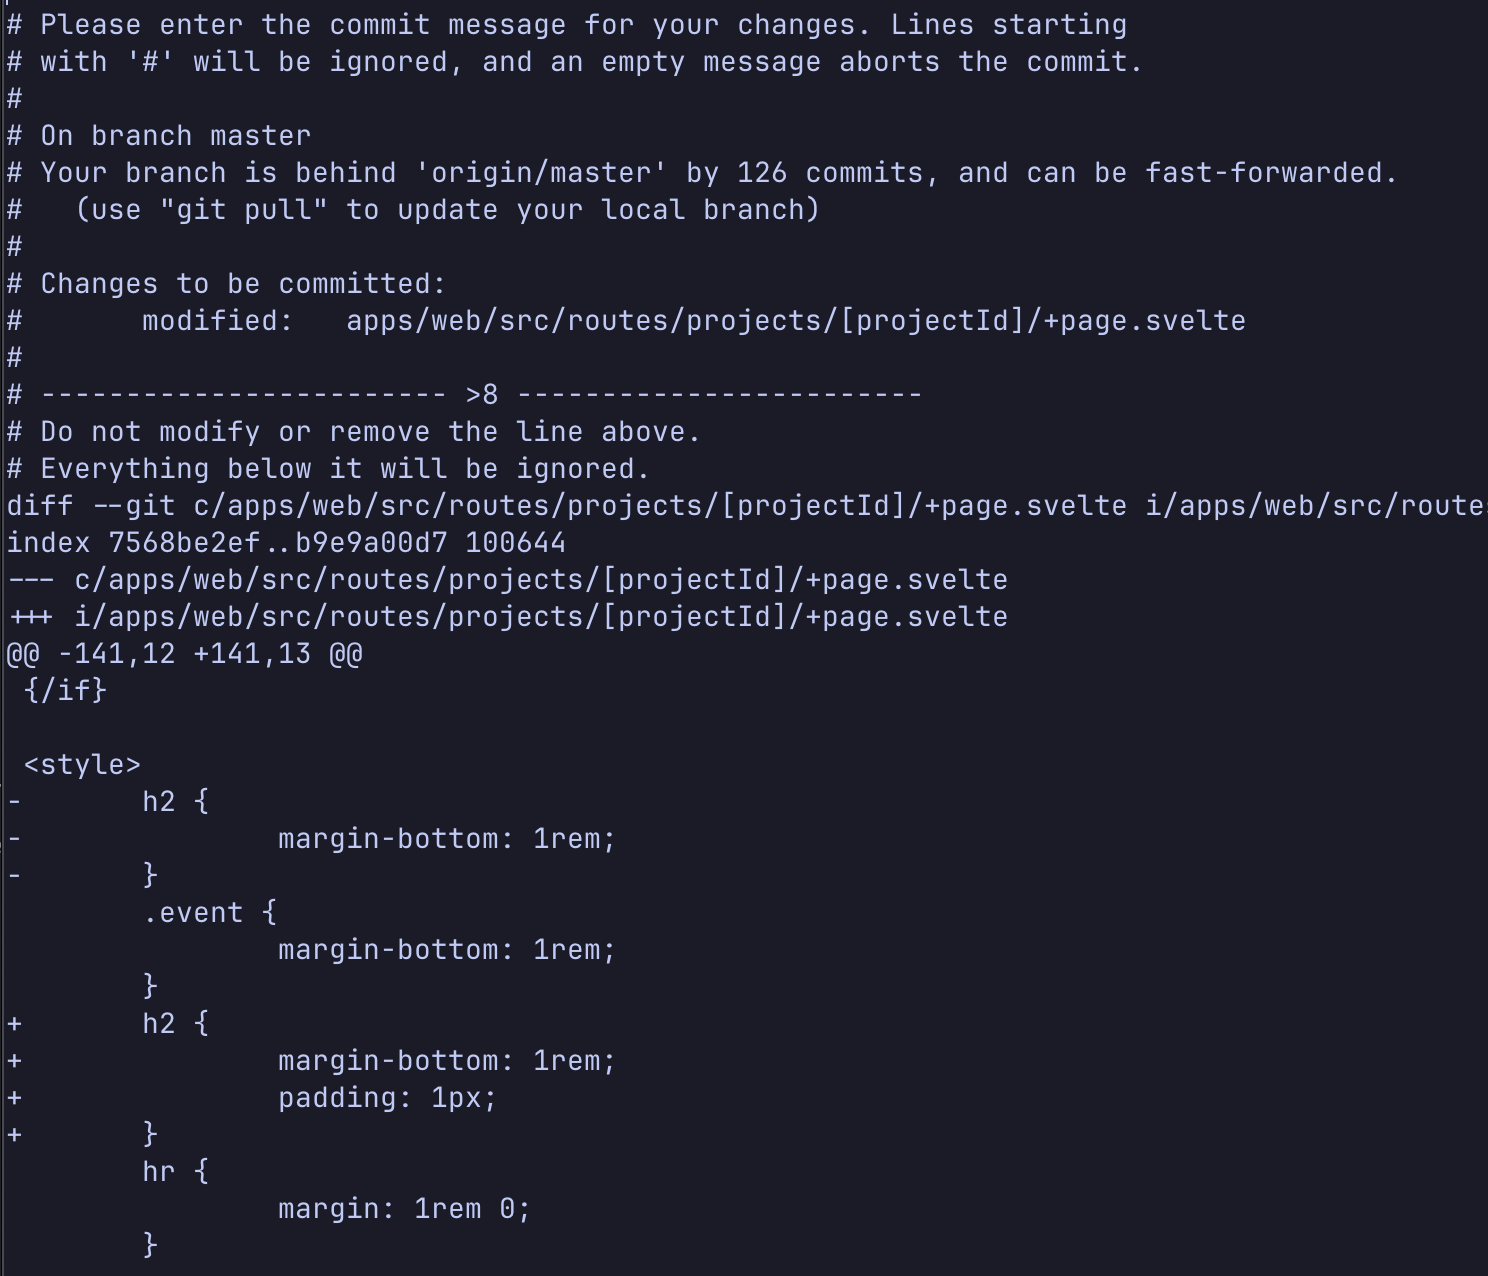 # Please enter the commit message for your changes. Lines starting
# with '#' will be ignored, and an empty message aborts the commit.
#
# On branch master
# Your branch is behind 'origin/master' by 126 commits, and can be fast-forwarded.
#   (use "git pull" to update your local branch)
#
# Changes to be committed:
#       modified:   apps/web/src/routes/projects/[projectId]/+page.svelte
#
# ------------------------ >8 ------------------------
# Do not modify or remove the line above.
# Everything below it will be ignored.
diff --git c/apps/web/src/routes/projects/[projectId]/+page.svelte i/apps/web/src/route
index 7568be2ef..b9e9a00d7 100644
--- c/apps/web/src/routes/projects/[projectId]/+page.svelte
+++ i/apps/web/src/routes/projects/[projectId]/+page.svelte
@@ -141,12 +141,13 @@
 {/if}

 <style>
-       h2 {
-               margin-bottom: 1rem;
-       }
        .event {
                margin-bottom: 1rem;
        }
+       h2 {
+               margin-bottom: 1rem;
+               padding: 1px;
+       }
        hr {
                margin: 1rem 0;
        }